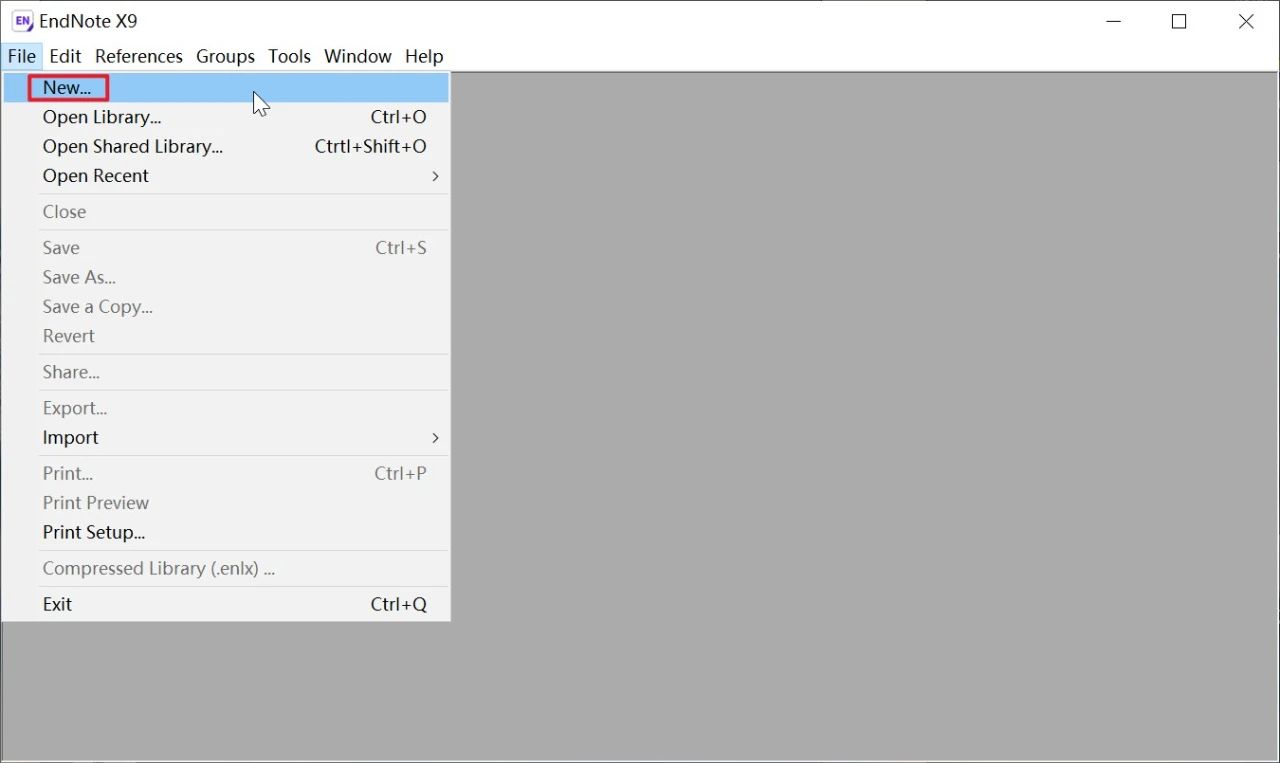 EN EndNote X9
File Edit References Groups Tools Window Help
New...
Open Library... Ctrl+O
Open Shared Library... Ctrtl+Shift+O
Open Recent
Close
Save Ctrl+S
Save As...
Save a Copy...
Revert
Share...
Export...
Import
Print... Ctrl+P
Print Preview
Print Setup...
Compressed Library (.enlx) ...
Exit Ctrl+Q